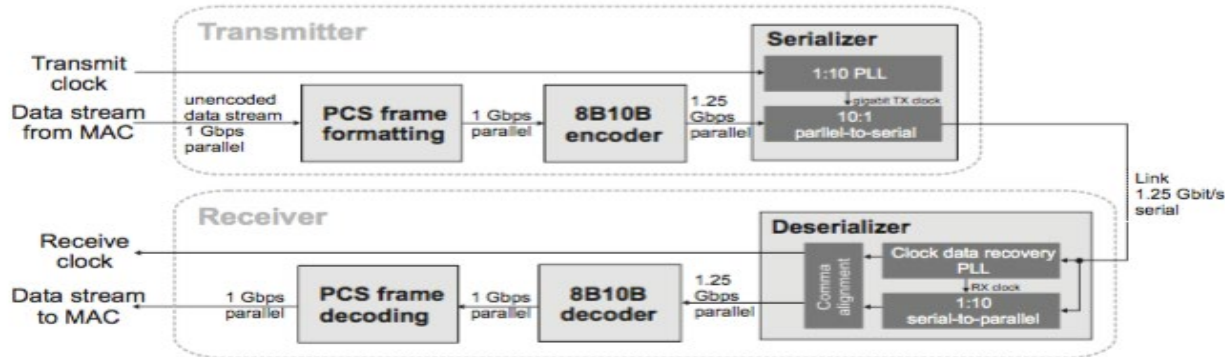 Transmitter
Serializer
Transmit
clock
1:10 PLL
gigabit TX clock
Data stream
from MAC
unencoded
data stream
1 Gbps
parallel
PCS frame
formatting
1 Gbps
parallel
8B10B
encoder
1.25
Gbps
parallel
10:1
parllel-to-serial
Link
1.25 Gbit/s
serial
Receiver
Deserializer
Receive
clock
Clock data recovery
PLL
RX clock
Comma
alignment
1:10
serial-to-parallel
1.25
Gbps
parallel
8B10B
decoder
1 Gbps
parallel
PCS frame
decoding
1 Gbps
parallel
Data stream
to MAC